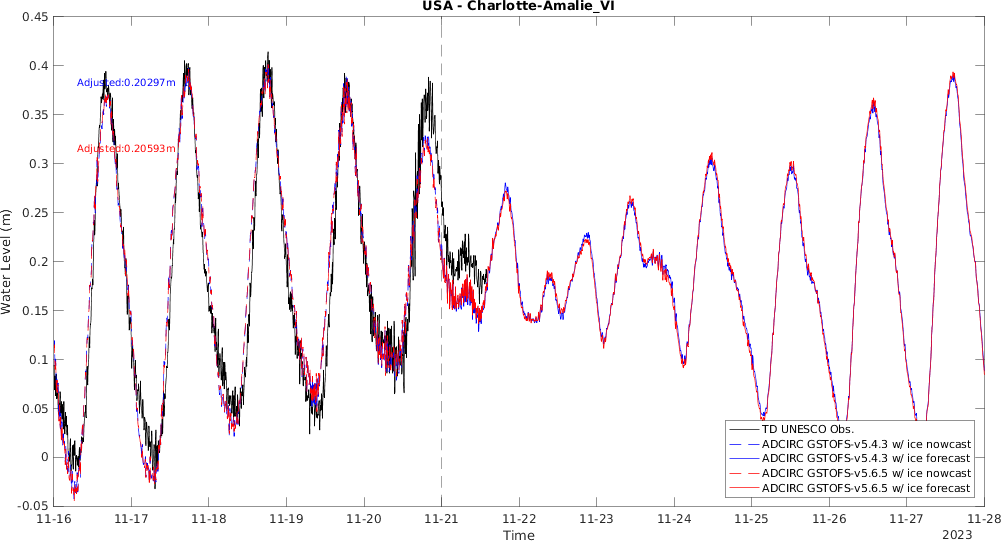 USA - Charlotte-Amalie_VI
0.45
0.4
0.35
0.3
0.25
0.2
0.15
0.1
0.05
0
-0.05
Water Level (m)
Adjusted:0.20297m
Adjusted:0.20593m
TD UNESCO Obs.
ADCIRC GSTOFS-v5.4.3 w/ ice nowcast
ADCIRC GSTOFS-v5.4.3 w/ ice forecast
ADCIRC GSTOFS-v5.6.5 w/ ice nowcast
ADCIRC GSTOFS-v5.6.5 w/ ice forecast
11-16 11-17 11-18 11-19 11-20 11-21 11-22 11-23 11-24 11-25 11-26 11-27 11-28
Time
2023